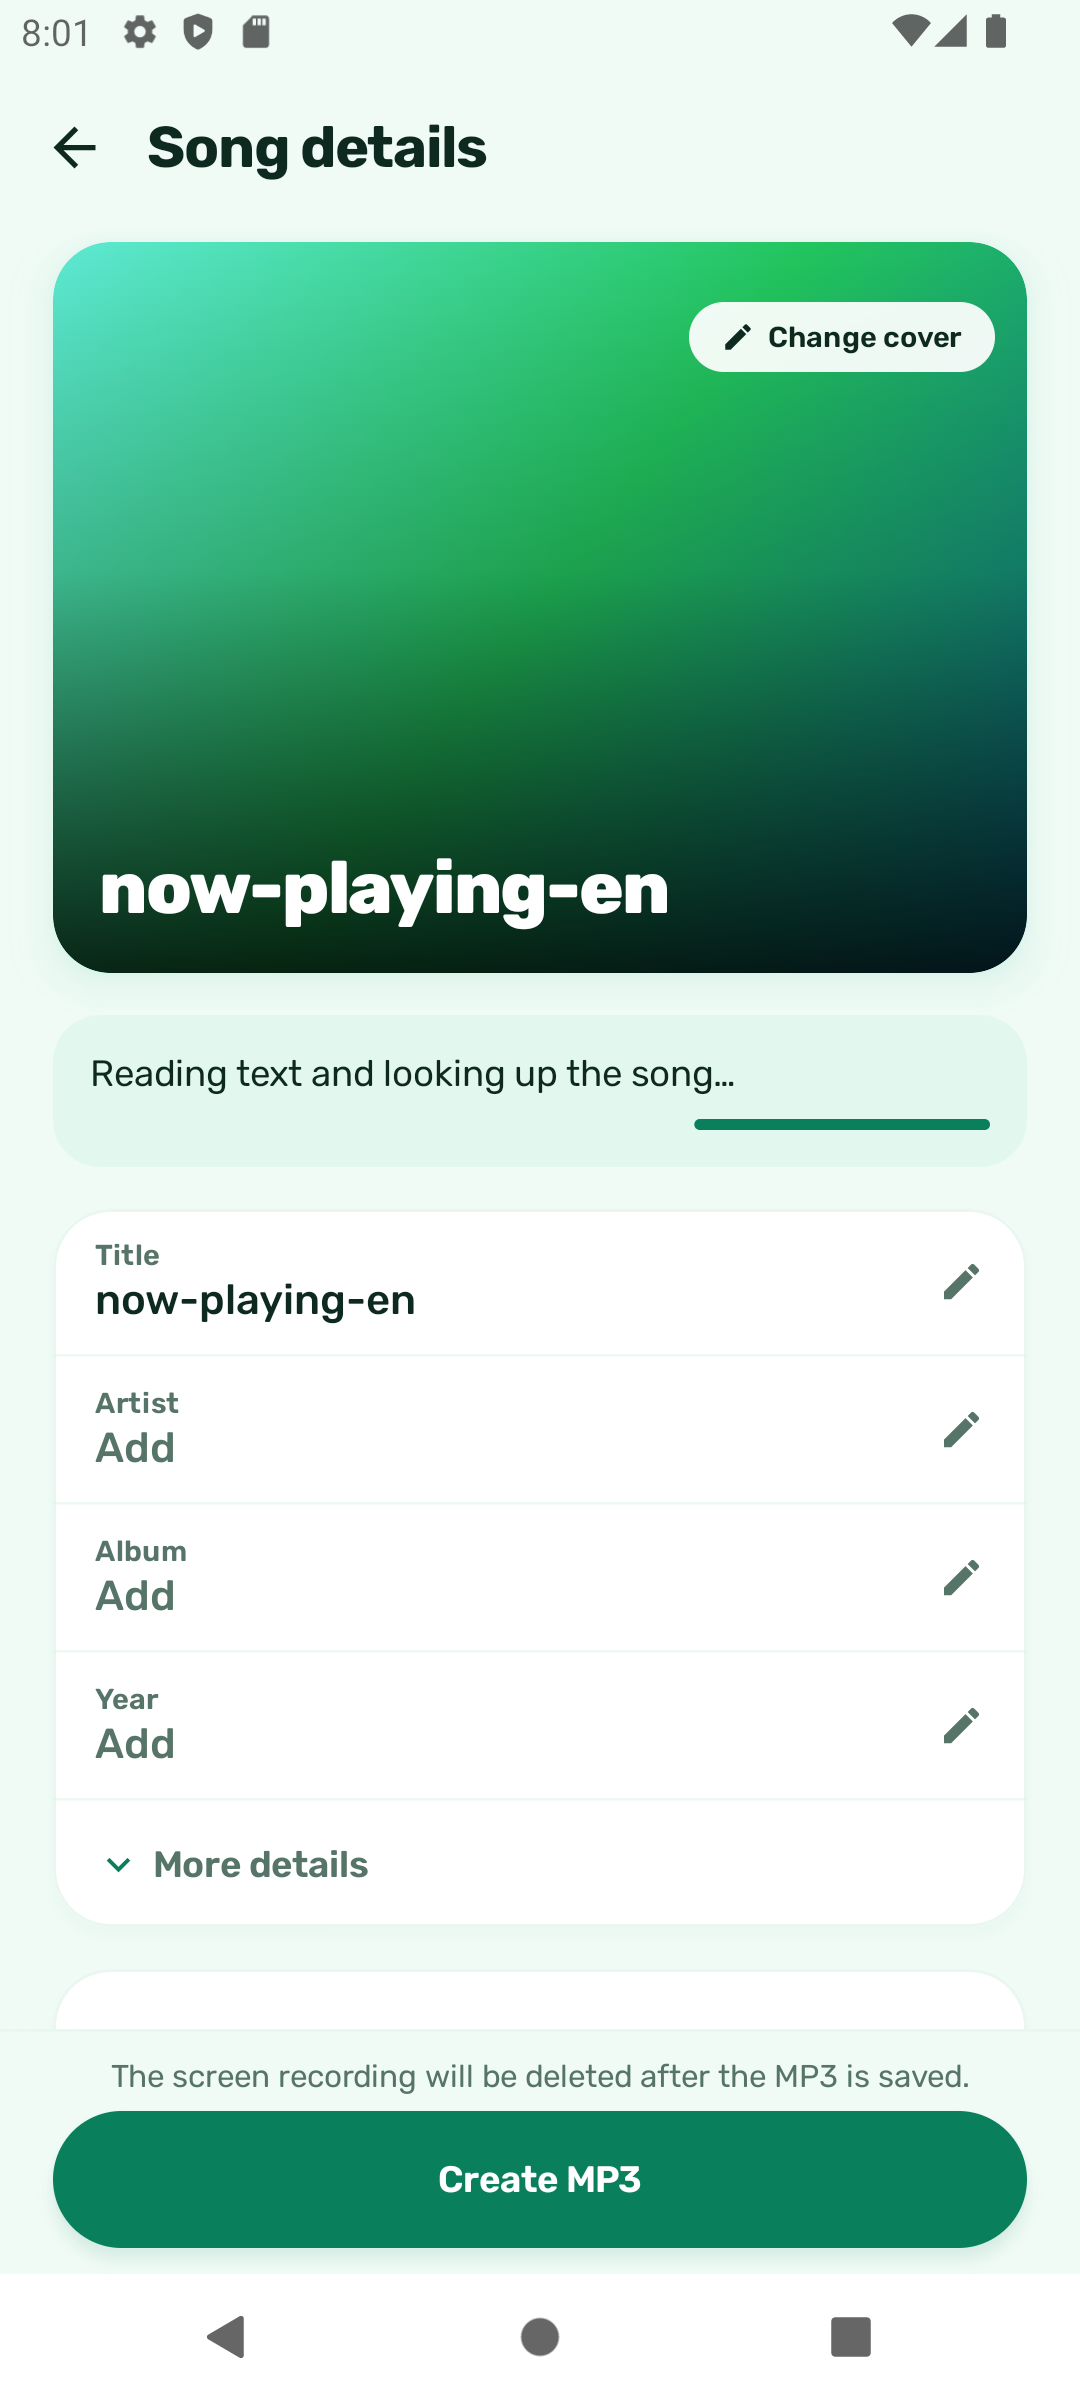 8:01
Song details
Change cover
now-playing-en
Reading text and looking up the song…
Title
now-playing-en
Artist
Add
Album
Add
Year
Add
More details
The screen recording will be deleted after the MP3 is saved.
Create MP3